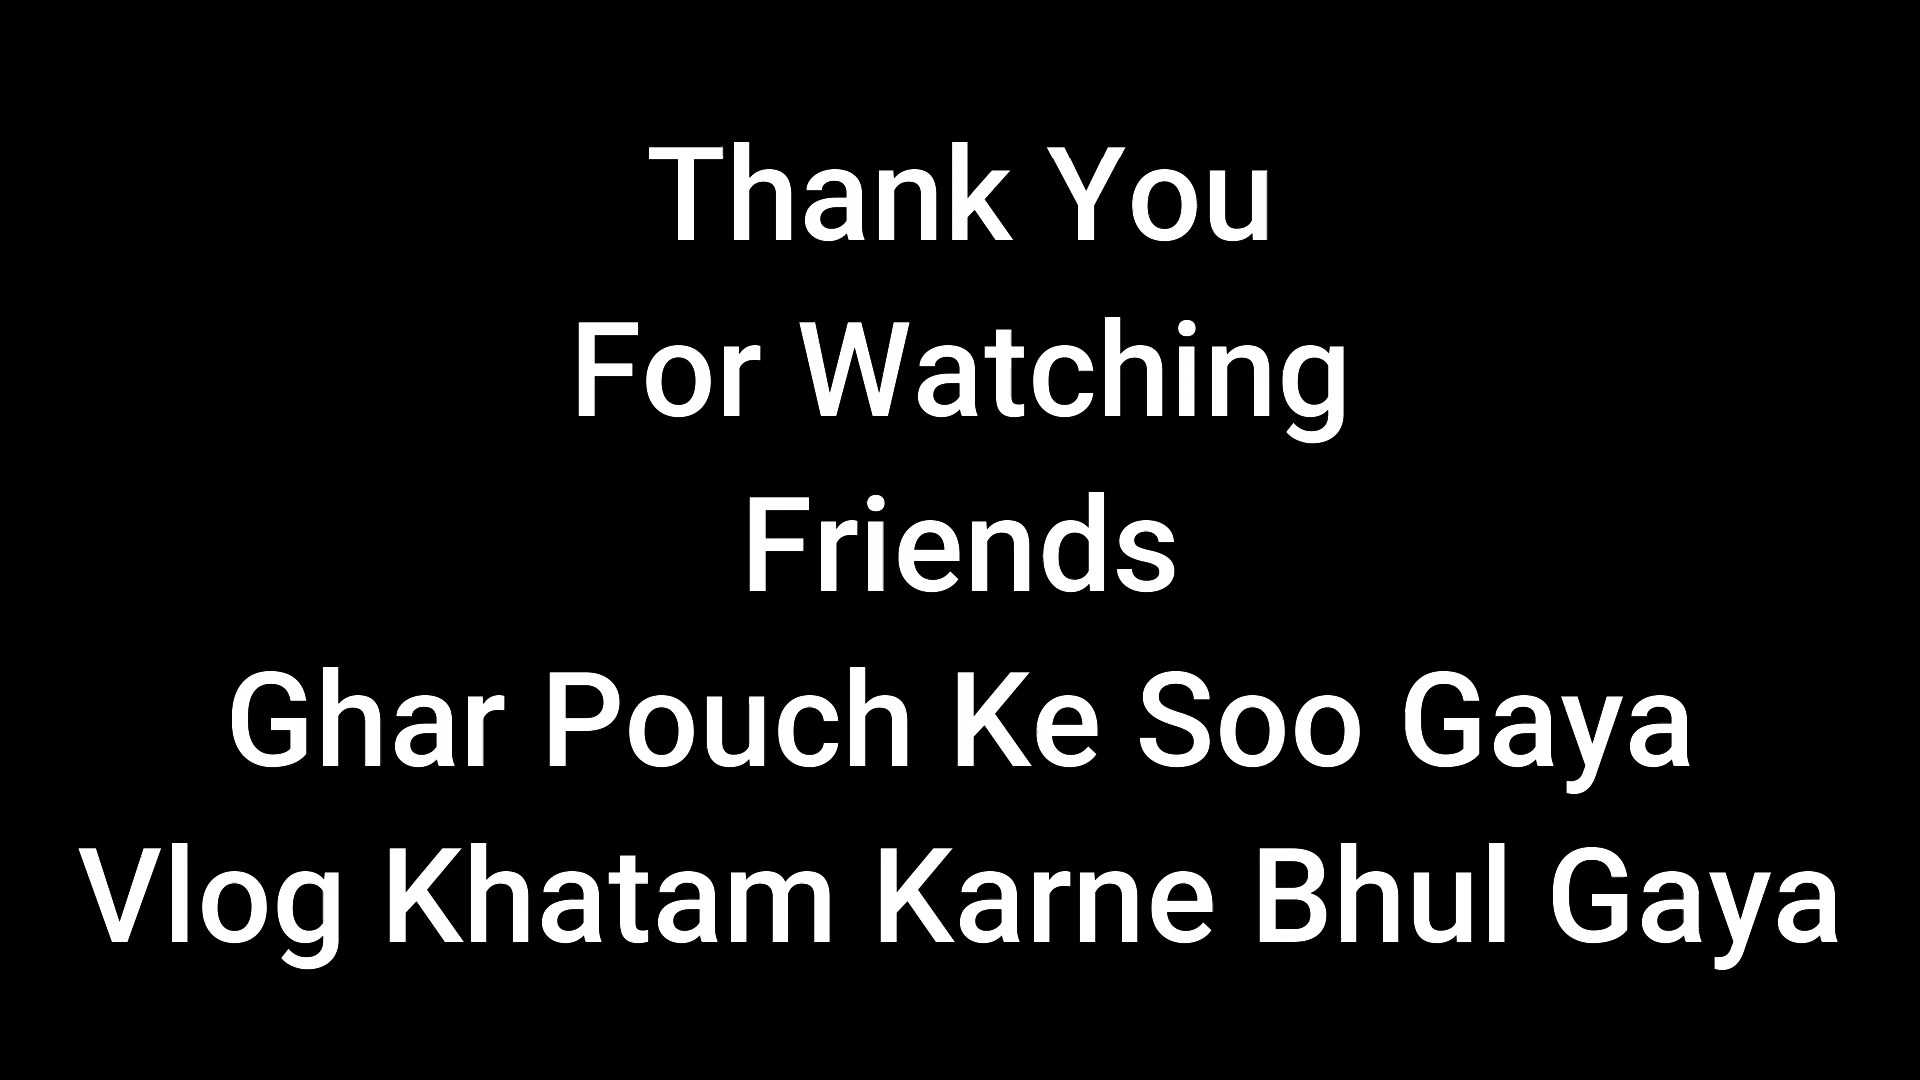 Thank You
For Watching
Friends
Ghar Pouch Ke Soo Gaya
Vlog Khatam Karne Bhul Gaya